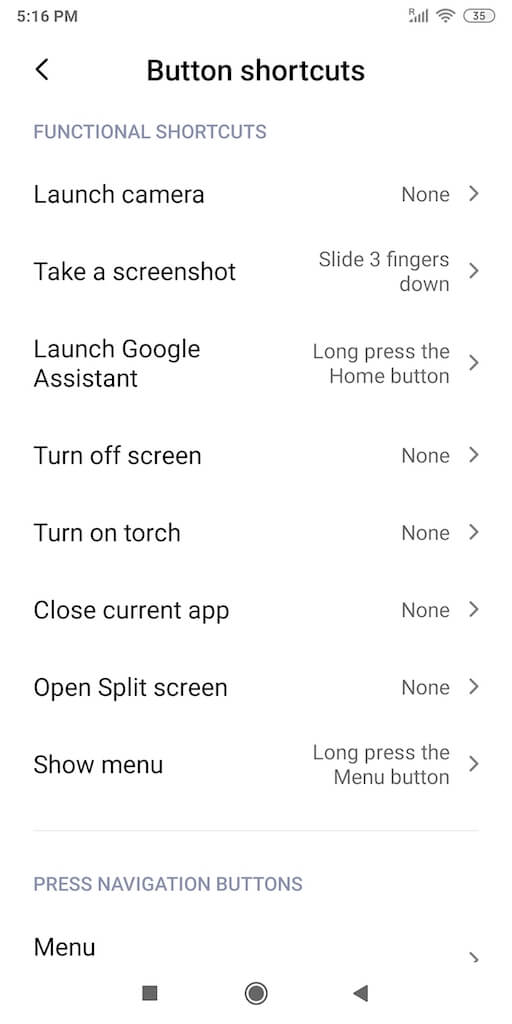 5:16 PM
R
35
Button shortcuts
FUNCTIONAL SHORTCUTS
Launch camera
None
Take a screenshot
Slide 3 fingers
down
Launch Google
Assistant
Long press the
Home button
Turn off screen
None
Turn on torch
None
Close current app
None
Open Split screen
None
Show menu
Long press the
Menu button
PRESS NAVIGATION BUTTONS
Menu